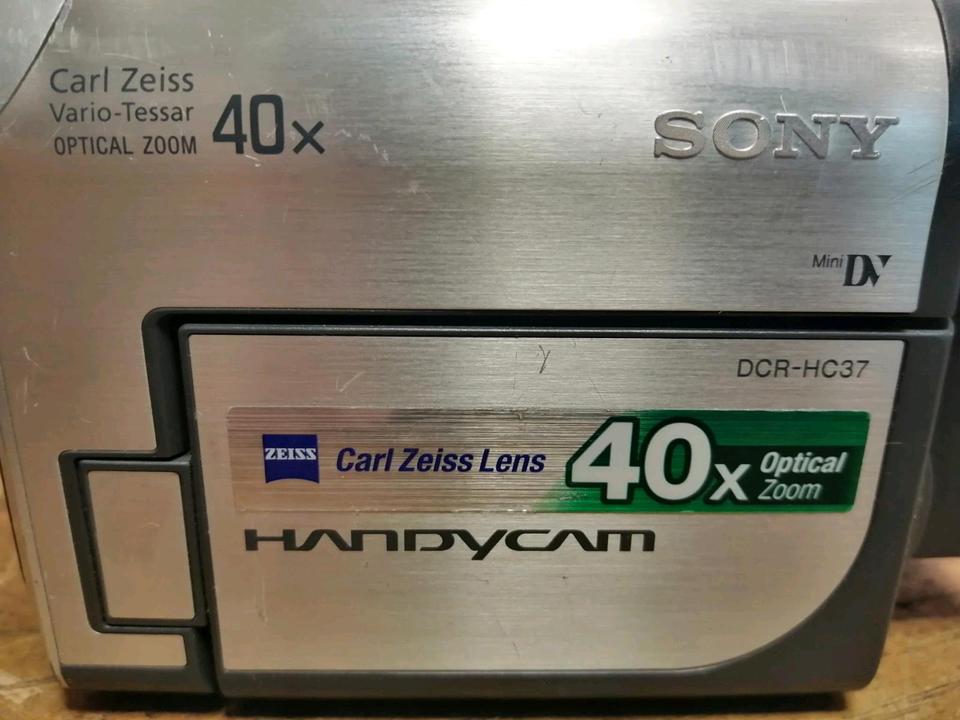 Carl Zeiss
Vario-Tessar
OPTICAL ZOOM 40x
SONY
Mini DV
DCR-HC37
ZEISS Carl Zeiss Lens 40x Optical Zoom
HANDYCAM